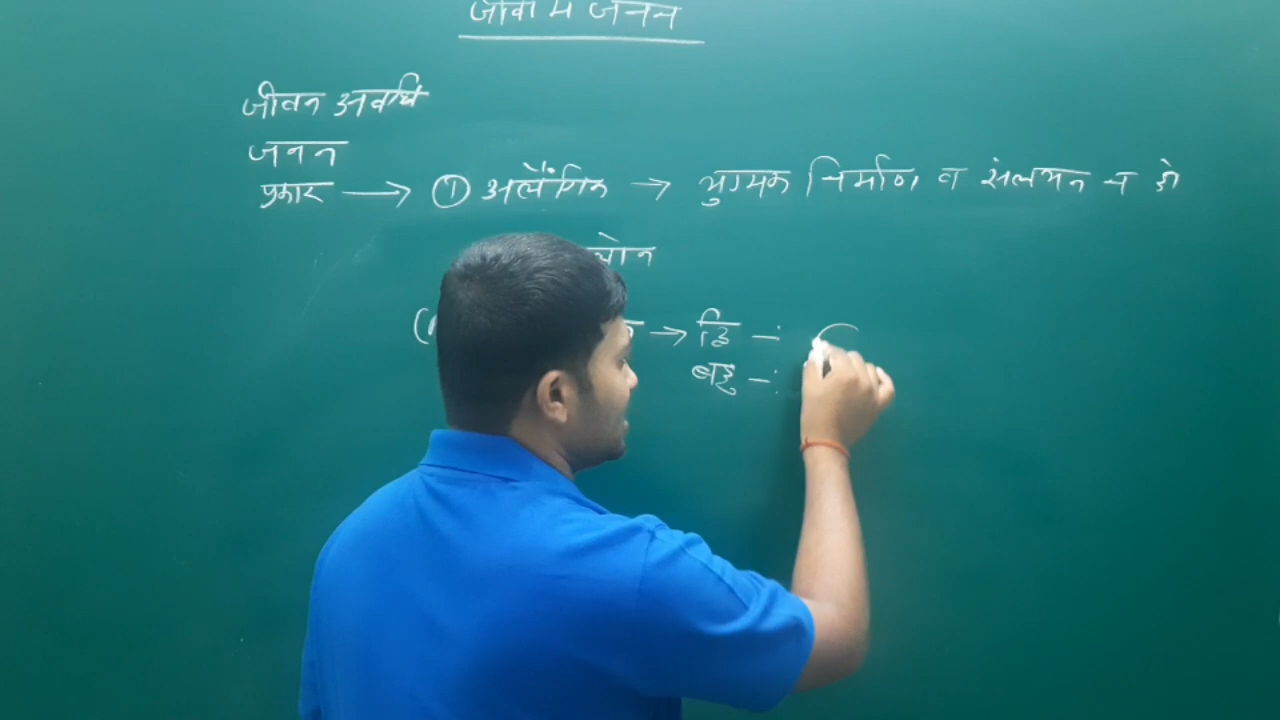 जीवों में जनन
जीवन अवधि
जनन
प्रकार → ① अलैंगिक → युग्मक निर्माण व संलयन न हो
द्वि -:
बहु -: